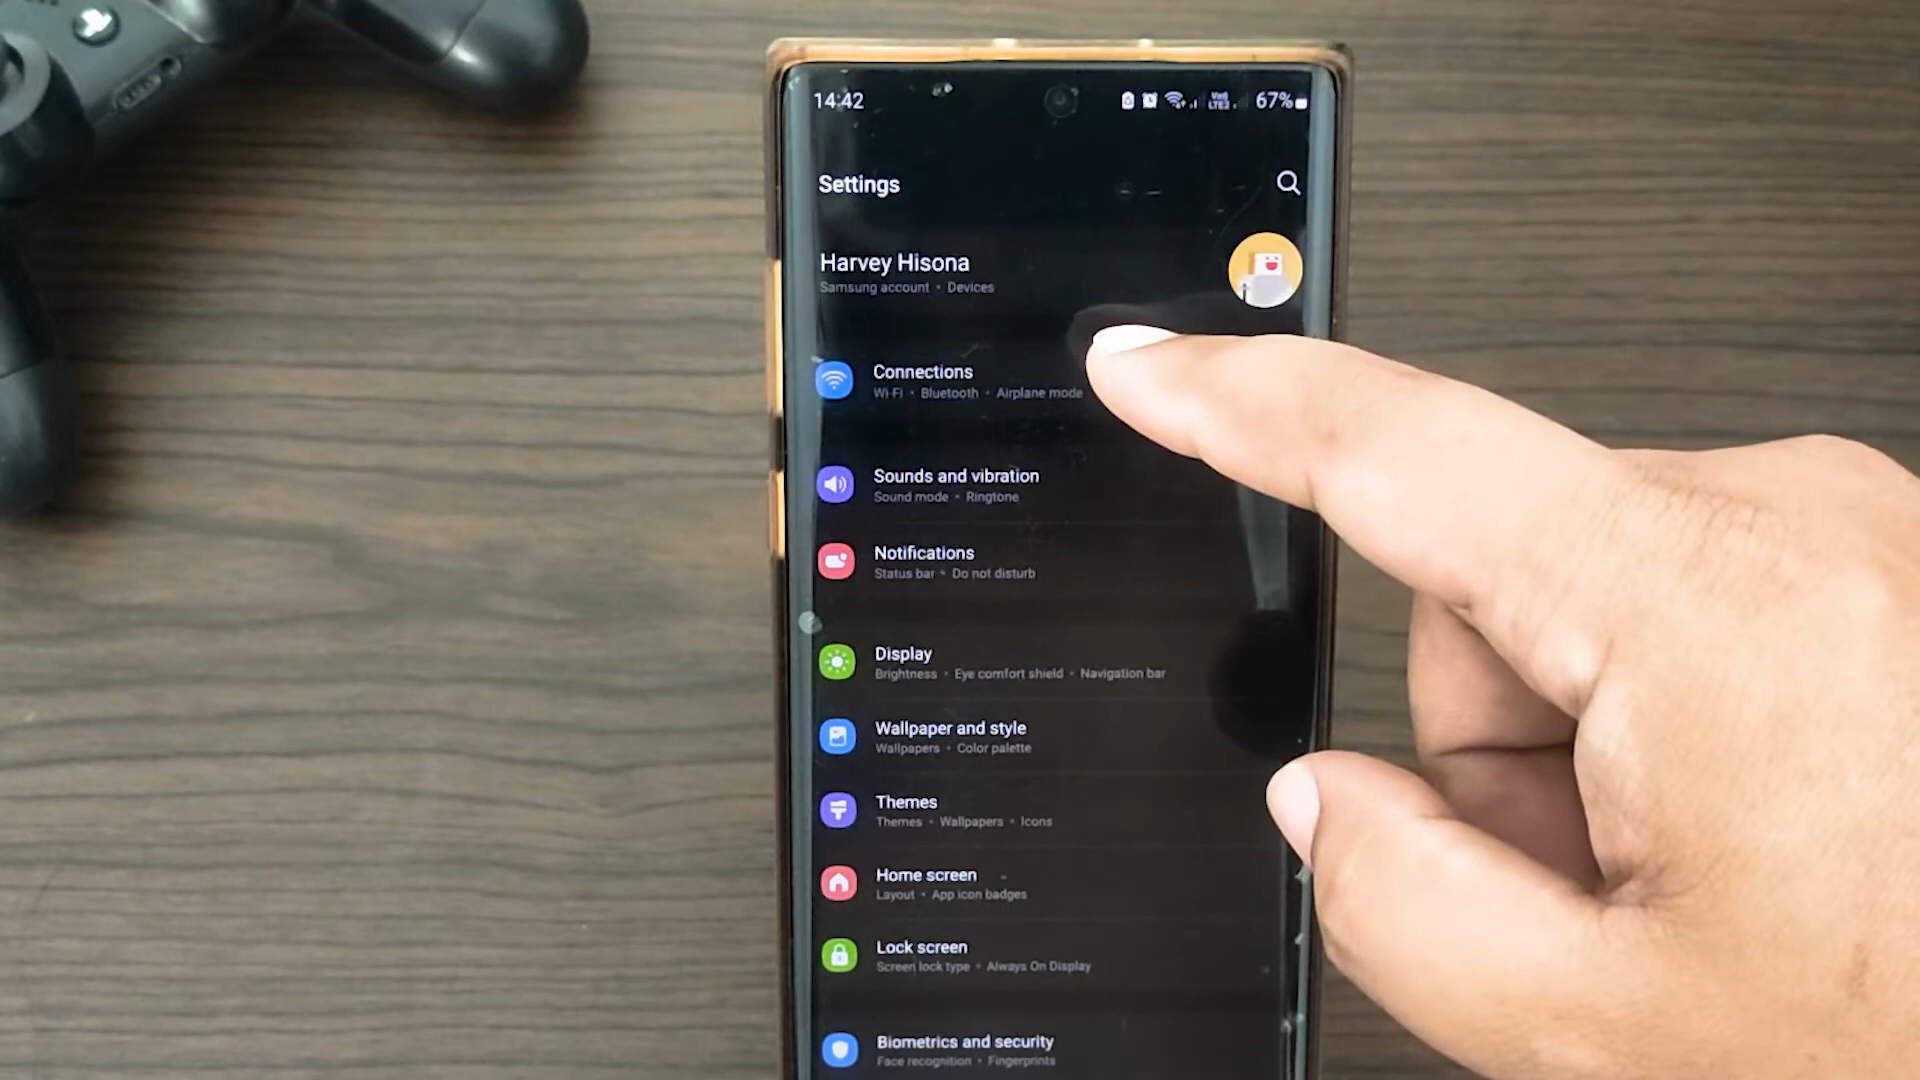 14:42 67%
Settings
Harvey Hisona
Samsung account • Devices
Connections
Wi-Fi • Bluetooth • Airplane mode
Sounds and vibration
Sound mode • Ringtone
Notifications
Status bar • Do not disturb
Display
Brightness • Eye comfort shield • Navigation bar
Wallpaper and style
Wallpapers • Color palette
Themes
Themes • Wallpapers • Icons
Home screen
Layout • App icon badges
Lock screen
Screen lock type • Always On Display
Biometrics and security
Face recognition • Fingerprints